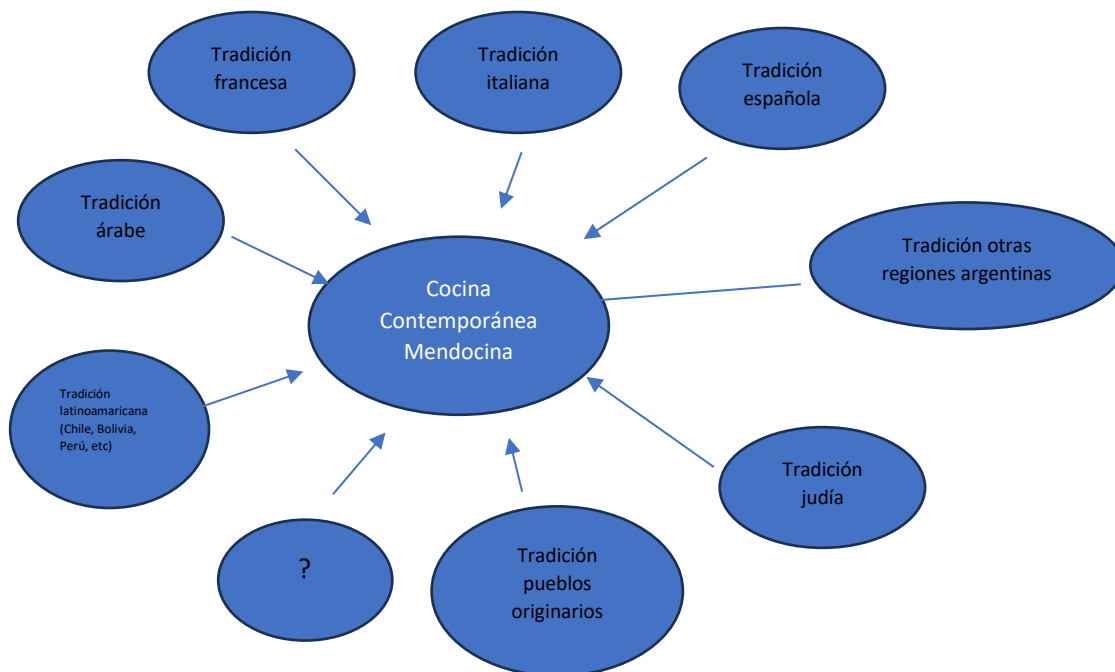 Tradición
francesa
Tradición
italiana
Tradición
española
Tradición
árabe
Tradición otras
regiones argentinas
Cocina
Contemporánea
Mendocina
Tradición
latinoamaricana
(Chile, Bolivia,
Perú, etc)
Tradición
judía
?
Tradición
pueblos
originarios